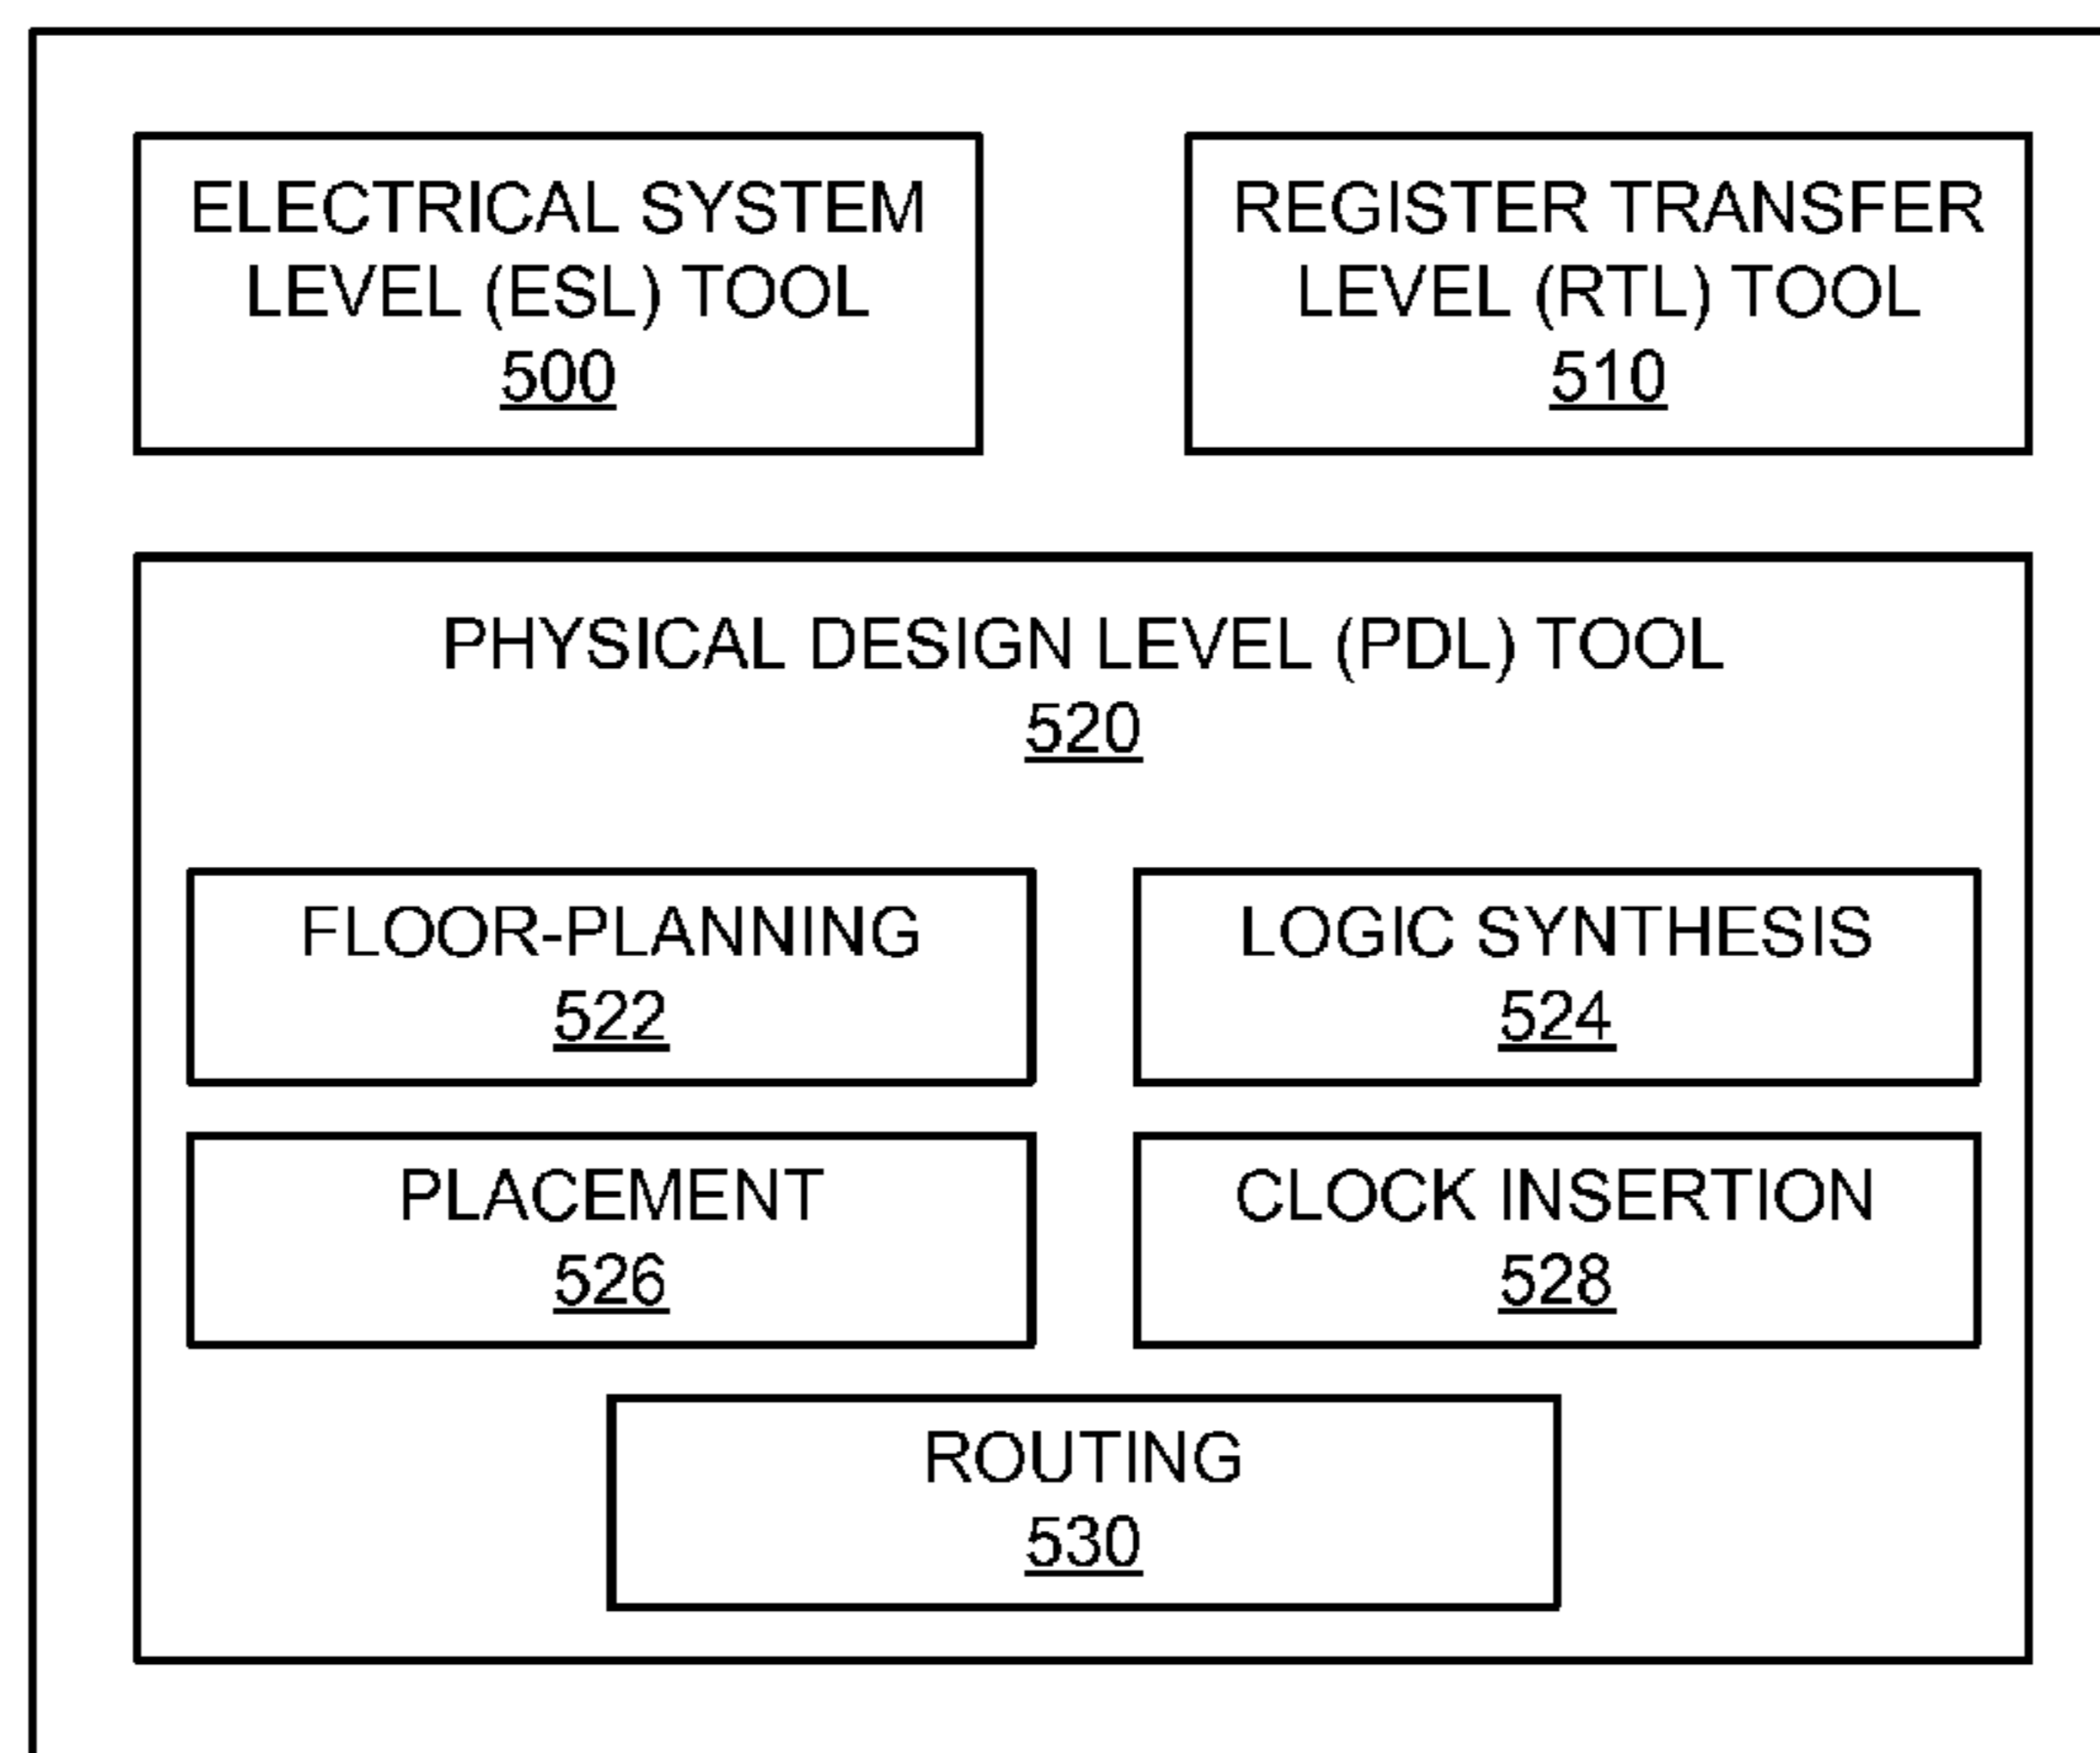 ELECTRICAL SYSTEM
LEVEL (ESL) TOOL
500
REGISTER TRANSFER
LEVEL (RTL) TOOL
510
PHYSICAL DESIGN LEVEL (PDL) TOOL
520
FLOOR-PLANNING
522
LOGIC SYNTHESIS
524
PLACEMENT
526
CLOCK INSERTION
528
ROUTING
530